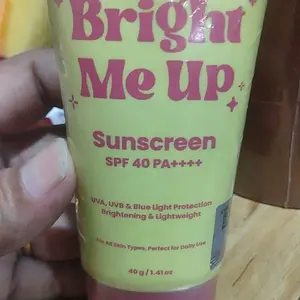 Bright
Me Up
Sunscreen
SPF 40 PA++++
UVA, UVB & Blue Light Protection
Brightening & Lightweight
For All Skin Types, Perfect for Daily Use
40 g / 1.41 oz